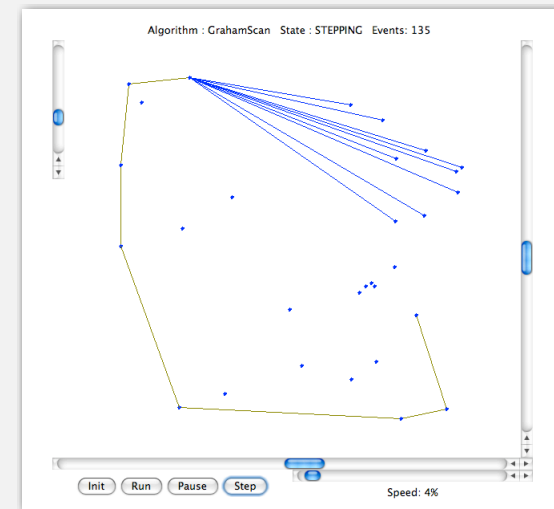 Algorithm : GrahamScan   State : STEPPING   Events: 135
Init Run Pause Step
Speed: 4%